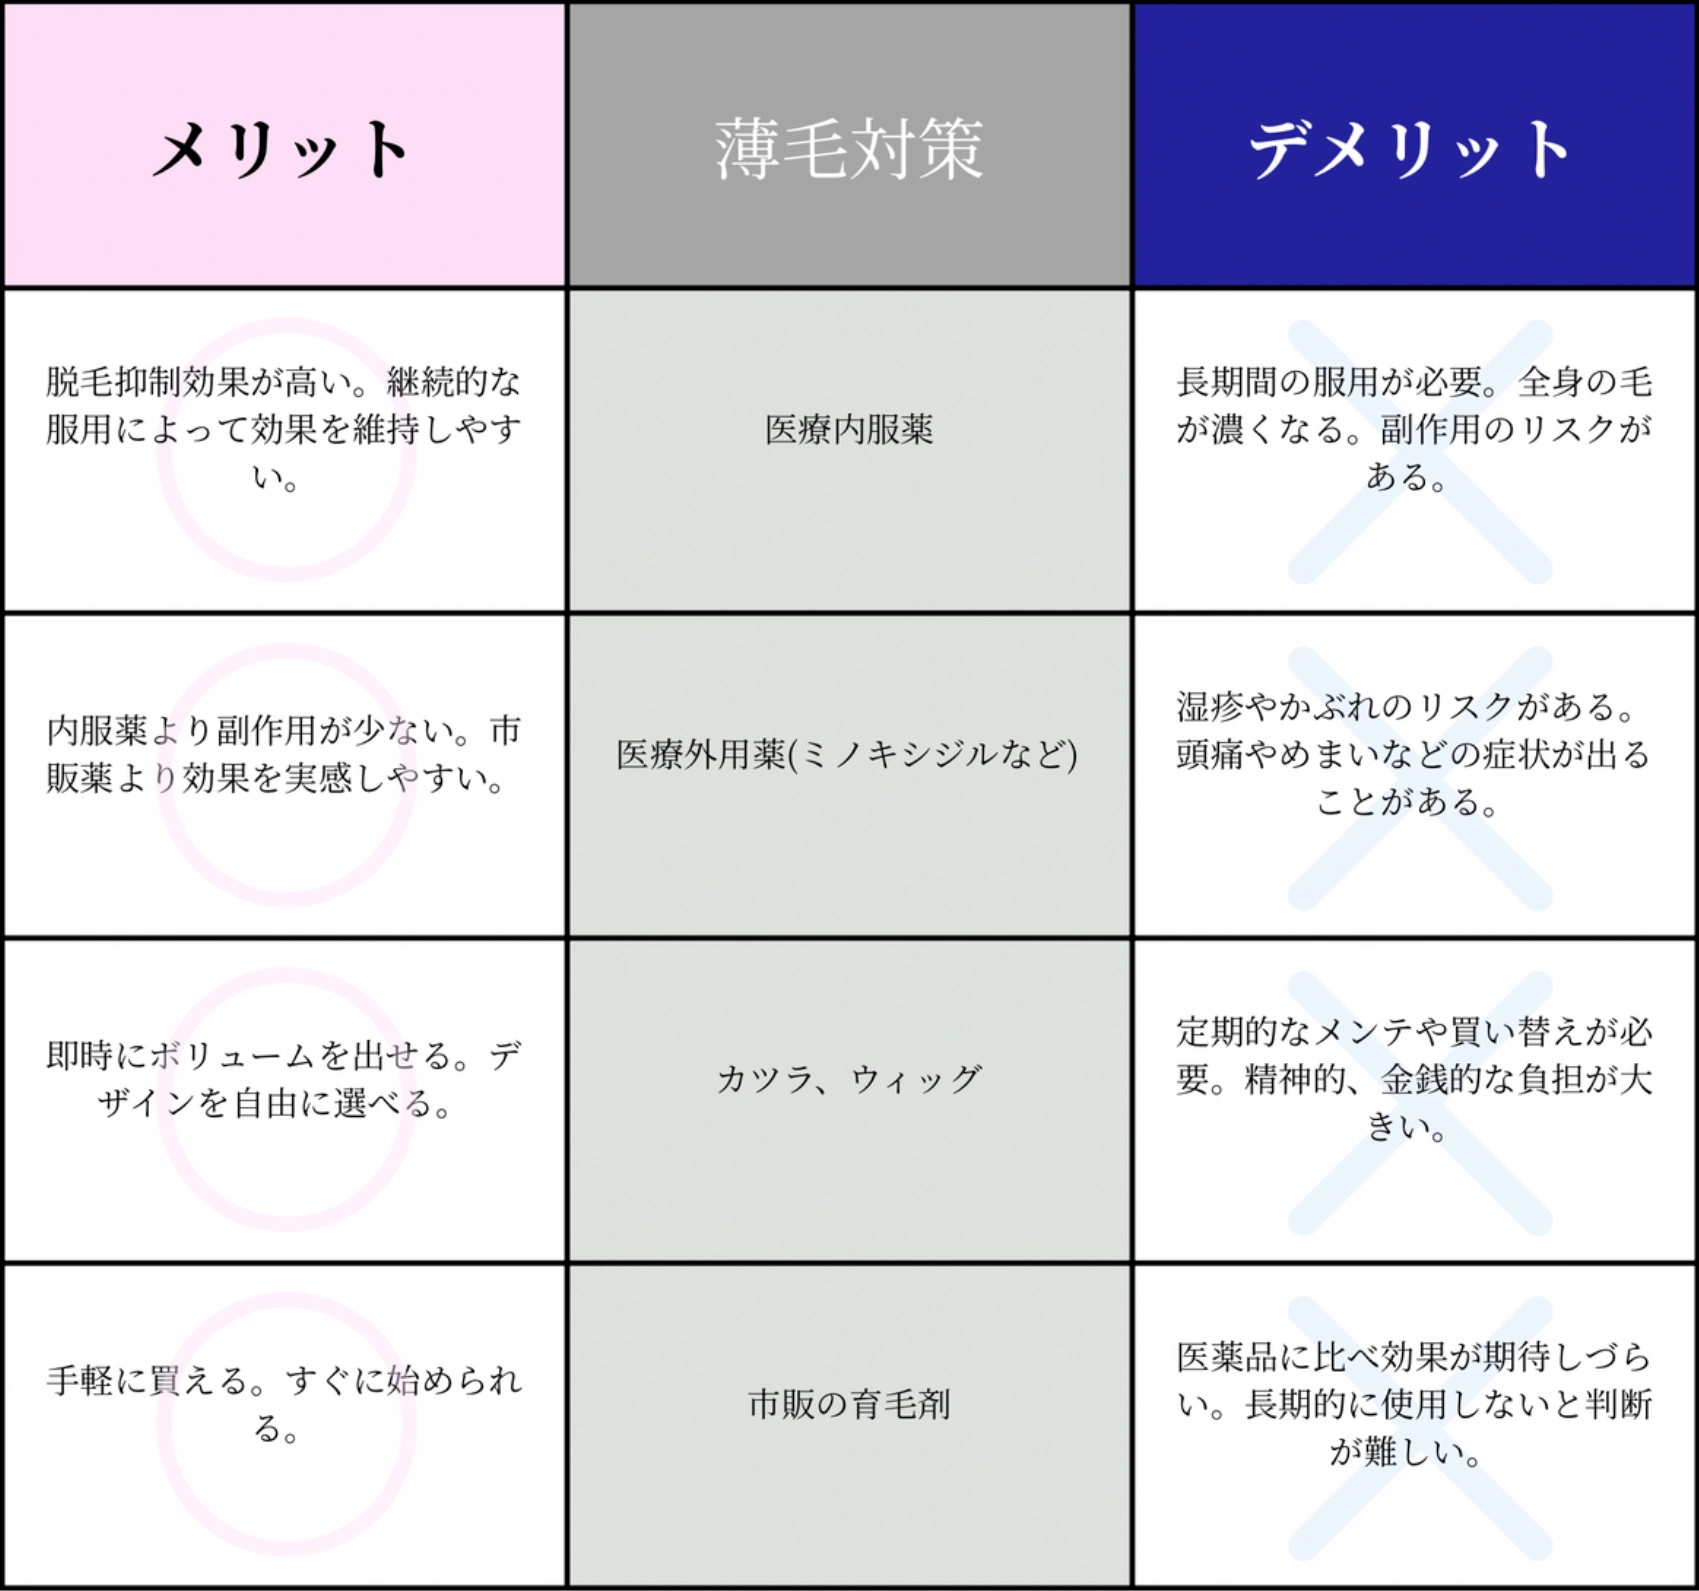 メリット
薄毛対策
デメリット
脱毛抑制効果が高い。継続的な
服用によって効果を維持しやす
い。
医療内服薬
長期間の服用が必要。全身の毛
が濃くなる。副作用のリスクが
ある。
内服薬より副作用が少ない。市
販薬より効果を実感しやすい。
医療外用薬(ミノキシジルなど)
湿疹やかぶれのリスクがある。
頭痛やめまいなどの症状が出る
ことがある。
即時にボリュームを出せる。デ
ザインを自由に選べる。
カツラ、ウィッグ
定期的なメンテや買い替えが必
要。精神的、金銭的な負担が大
きい。
手軽に買える。すぐに始められ
る。
市販の育毛剤
医薬品に比べ効果が期待しづら
い。長期的に使用しないと判断
が難しい。